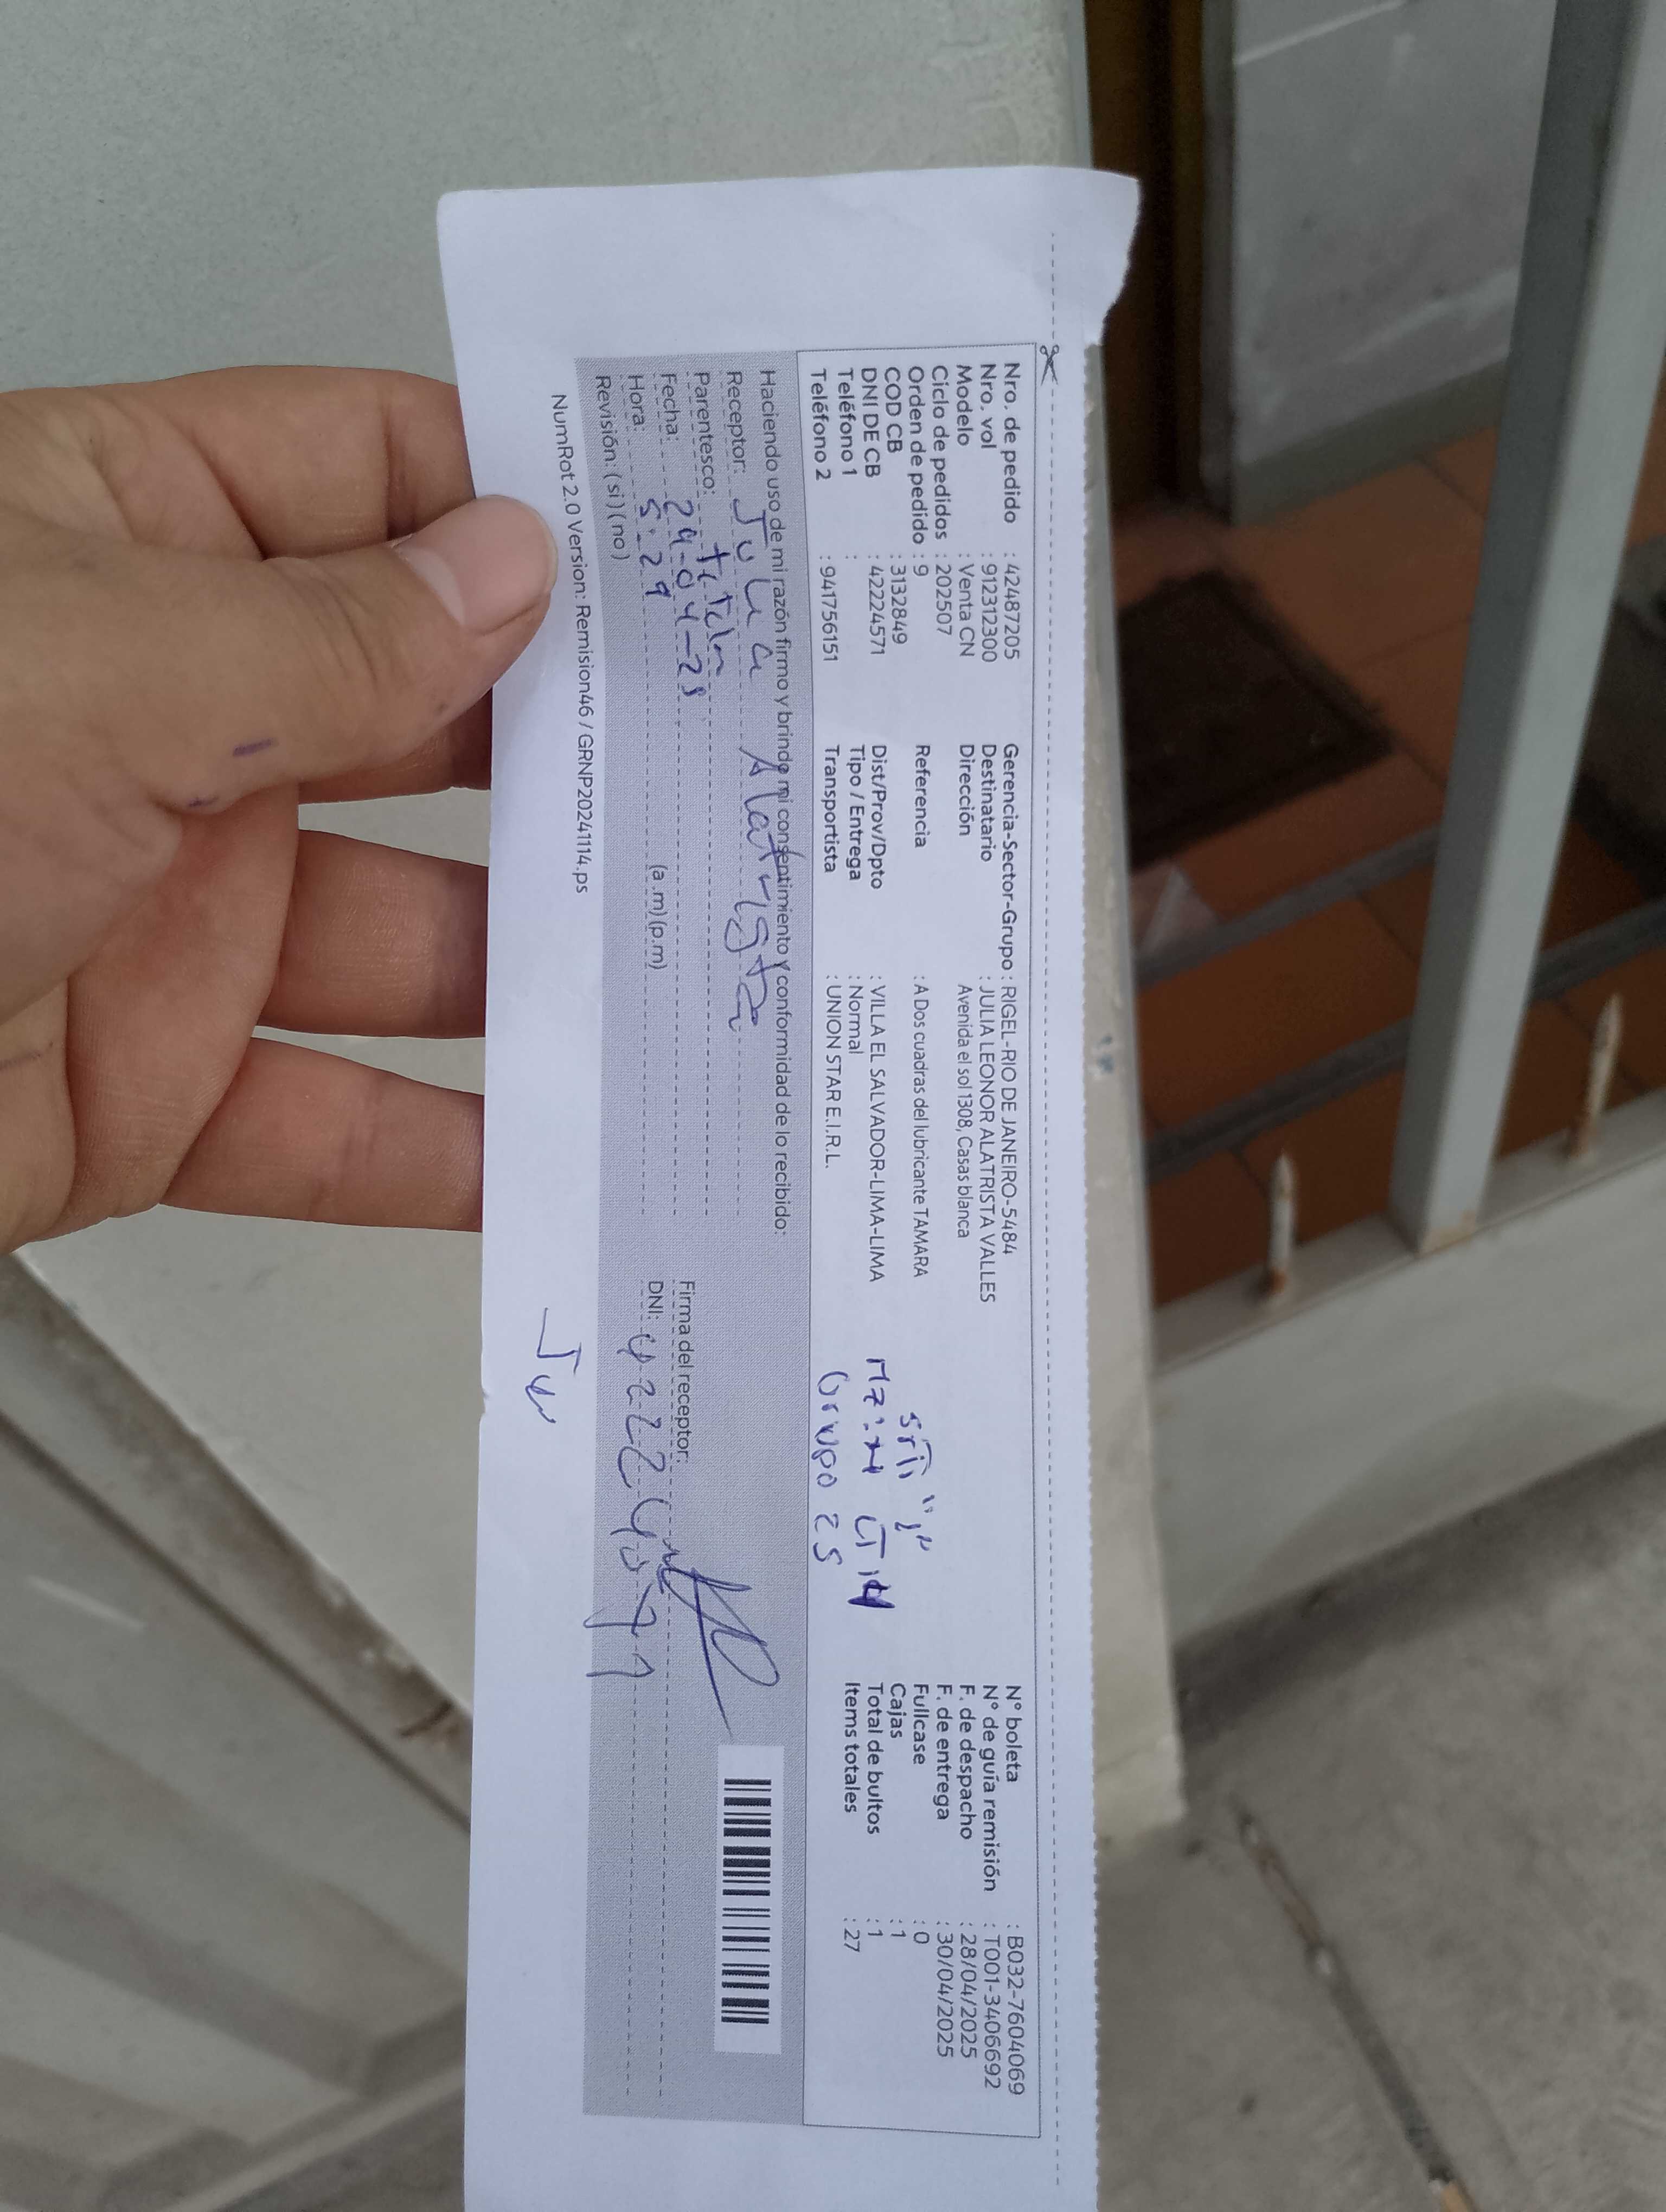 Nro. de pedido : 42487205
Nro. vol : 912312300
Modelo : Venta CN
Ciclo de pedidos : 202507
Orden de pedido : 9
COD CB : 3132849
DNI DE CB : 42224571
Teléfono 1 :
Teléfono 2 : 941756151
Gerencia-Sector-Grupo : RIGEL-RIO DE JANEIRO-5484
Destinatario : JULIA LEONOR ALATRISTA VALLES
Dirección Avenida el sol 1308, Casas blanca
Referencia : A Dos cuadras del lubricante TAMARA
Dist/Prov/Dpto : VILLA EL SALVADOR-LIMA-LIMA
Tipo / Entrega : Normal
Transportista : UNION STAR E.I.R.L.
Grupo 25
N° boleta : B032-7604069
N° de guía remisión : T001-3406692
F. de despacho : 28/04/2025
F. de entrega : 30/04/2025
Fullcase : 0
Cajas : 1
Total de bultos : 1
Items totales : 27
Haciendo uso de mi razón firmo y brindo mi consentimiento y conformidad de lo recibido:
Receptor: Julia Alatrista
Parentesco:
Fecha: 29-04-25
Hora: 5:29 (a.m) (p.m)
Revisión: (si) (no)
Firma del receptor:
DNI:
NumRot 2.0 Version: Remision46 / GRNP20241114.ps